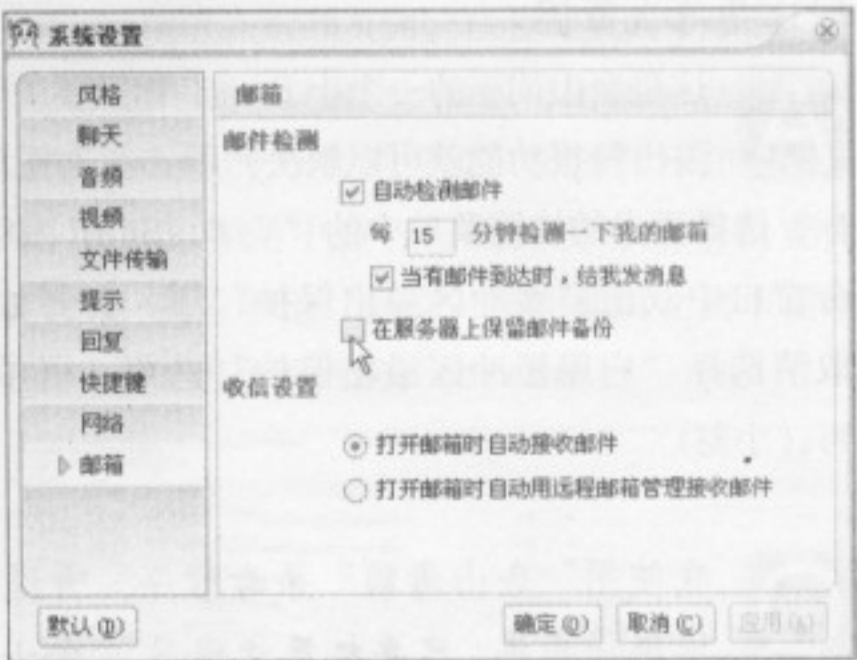 系统设置
风格
聊天
音频
视频
文件传输
提示
回复
快捷键
网络
邮箱
邮箱
邮件检测
自动检测邮件
每 15 分钟检测一下我的邮箱
当有邮件到达时，给我发消息
在服务器上保留邮件备份
收信设置
打开邮箱时自动接收邮件
打开邮箱时自动用远程邮箱管理接收邮件
默认(D)
确定(O) 取消(C) 应用(A)